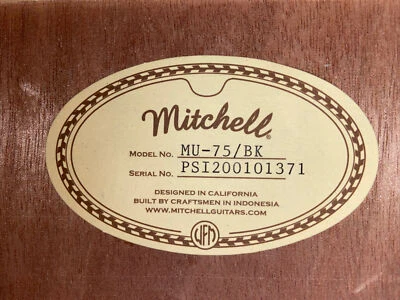 Mitchell®
MODEL NO. MU-75/BK
SERIAL NO. PSI200101371
DESIGNED IN CALIFORNIA
BUILT BY CRAFTSMEN IN INDONESIA
WWW.MITCHELLGUITARS.COM